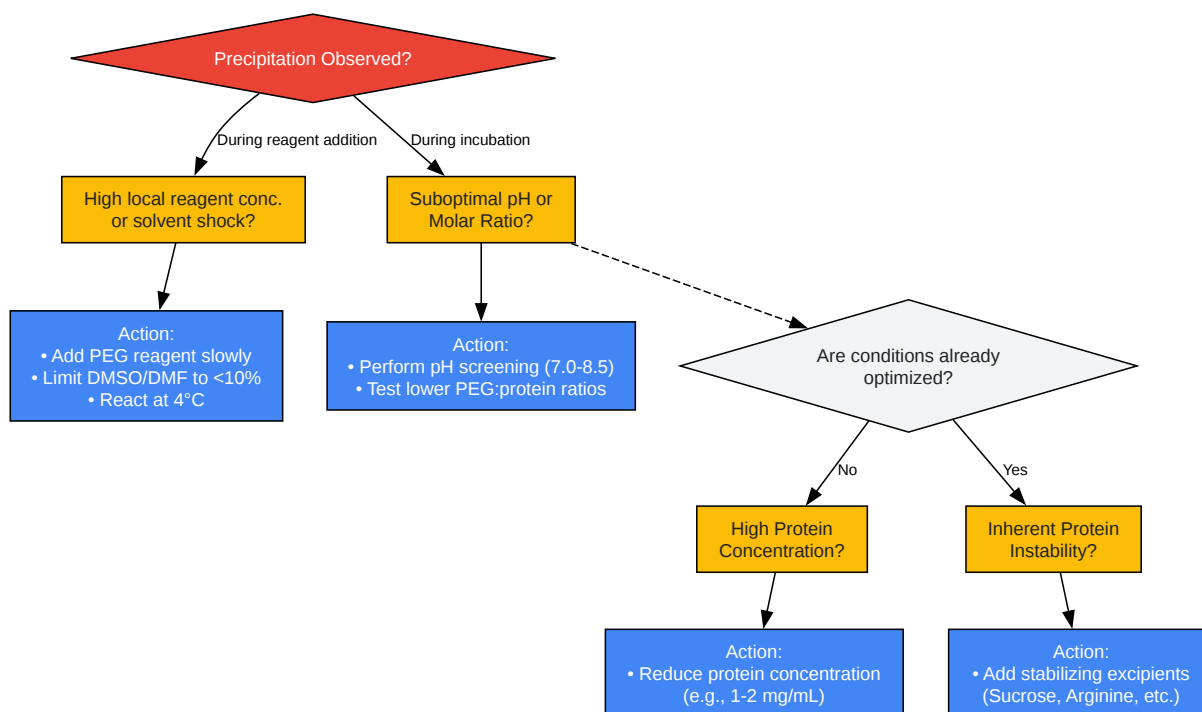 Precipitation Observed?
During reagent addition
During incubation
High local reagent conc.
or solvent shock?
Suboptimal pH or
Molar Ratio?
Action:
• Add PEG reagent slowly
• Limit DMSO/DMF to <10%
• React at 4°C
Action:
• Perform pH screening (7.0-8.5)
• Test lower PEG:protein ratios
Are conditions already
optimized?
No
Yes
High Protein
Concentration?
Inherent Protein
Instability?
Action:
• Reduce protein concentration
(e.g., 1-2 mg/mL)
Action:
• Add stabilizing excipients
(Sucrose, Arginine, etc.)